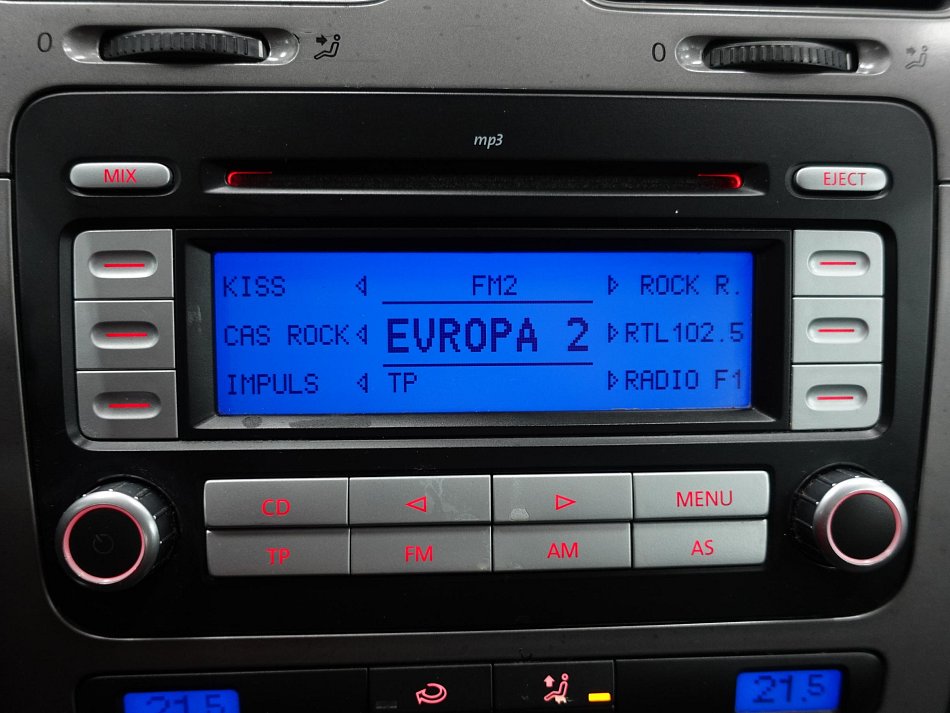 0
0
mp3
MIX
EJECT
KISS FM2 ROCK R.
CAS ROCK EVROPA 2 RTL102.5
IMPULS TP RADIO F1
CD MENU
TP FM AM AS
21.5 21.5